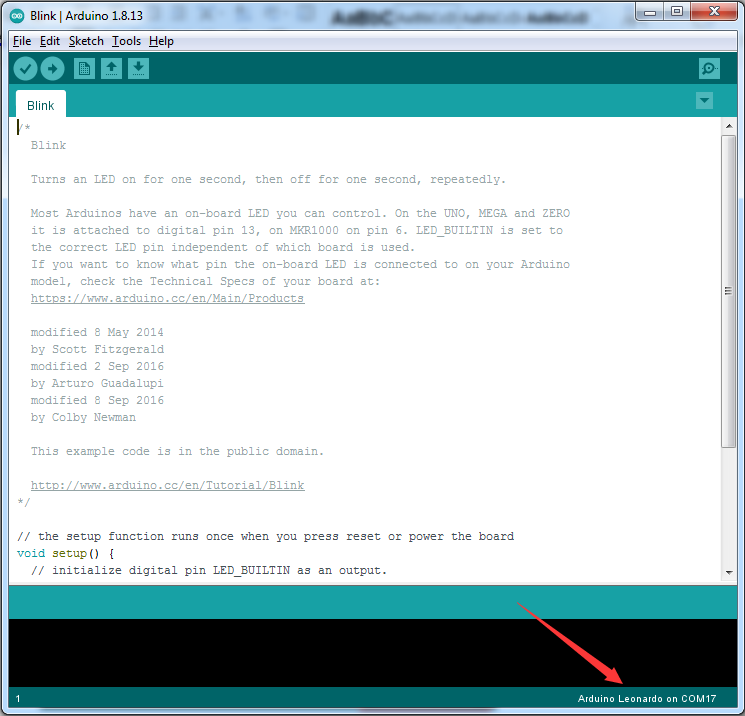 Blink | Arduino 1.8.13
AaBbC AaBbCcD AaBbCcD AaBbCcD
File Edit Sketch Tools Help
Blink
/*
Blink
Turns an LED on for one second, then off for one second, repeatedly.
Most Arduinos have an on-board LED you can control. On the UNO, MEGA and ZERO
it is attached to digital pin 13, on MKR1000 on pin 6. LED_BUILTIN is set to
the correct LED pin independent of which board is used.
If you want to know what pin the on-board LED is connected to on your Arduino
model, check the Technical Specs of your board at:
https://www.arduino.cc/en/Main/Products
modified 8 May 2014
by Scott Fitzgerald
modified 2 Sep 2016
by Arturo Guadalupi
modified 8 Sep 2016
by Colby Newman
This example code is in the public domain.
http://www.arduino.cc/en/Tutorial/Blink
*/
// the setup function runs once when you press reset or power the board
void setup() {
// initialize digital pin LED_BUILTIN as an output.
1
Arduino Leonardo on COM17